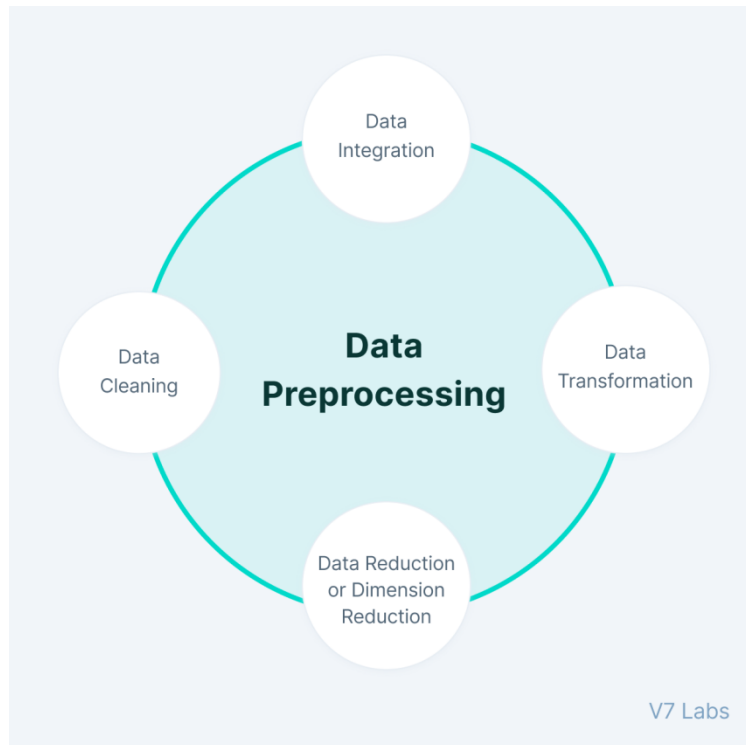 Data
Integration
Data
Cleaning
Data
Preprocessing
Data
Transformation
Data Reduction
or Dimension
Reduction
V7 Labs